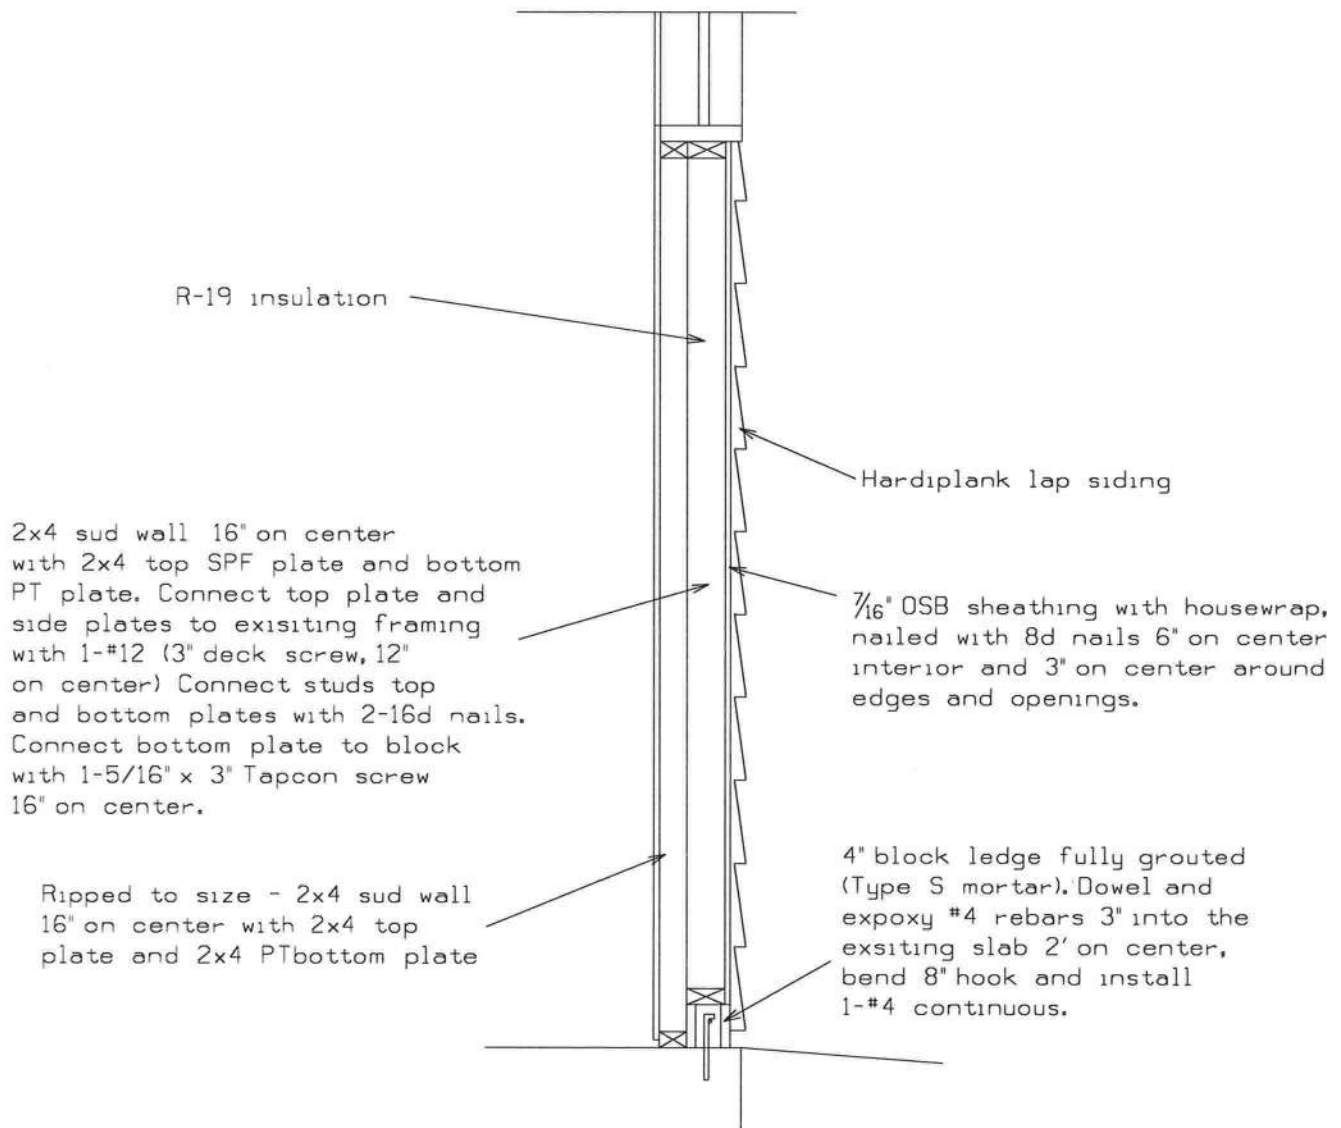 R-19 insulation
Hardiplank lap siding
2x4 sud wall 16" on center
with 2x4 top SPF plate and bottom
PT plate. Connect top plate and
side plates to exisiting framing
with 1-#12 (3" deck screw, 12"
on center) Connect studs top
and bottom plates with 2-16d nails.
Connect bottom plate to block
with 1-5/16" x 3" Tapcon screw
16" on center.
7/16" OSB sheathing with housewrap,
nailed with 8d nails 6" on center
interior and 3" on center around
edges and openings.
Ripped to size - 2x4 sud wall
16" on center with 2x4 top
plate and 2x4 PTbottom plate
4" block ledge fully grouted
(Type S mortar). Dowel and
expoxy #4 rebars 3" into the
exsiting slab 2' on center,
bend 8" hook and install
1-#4 continuous.